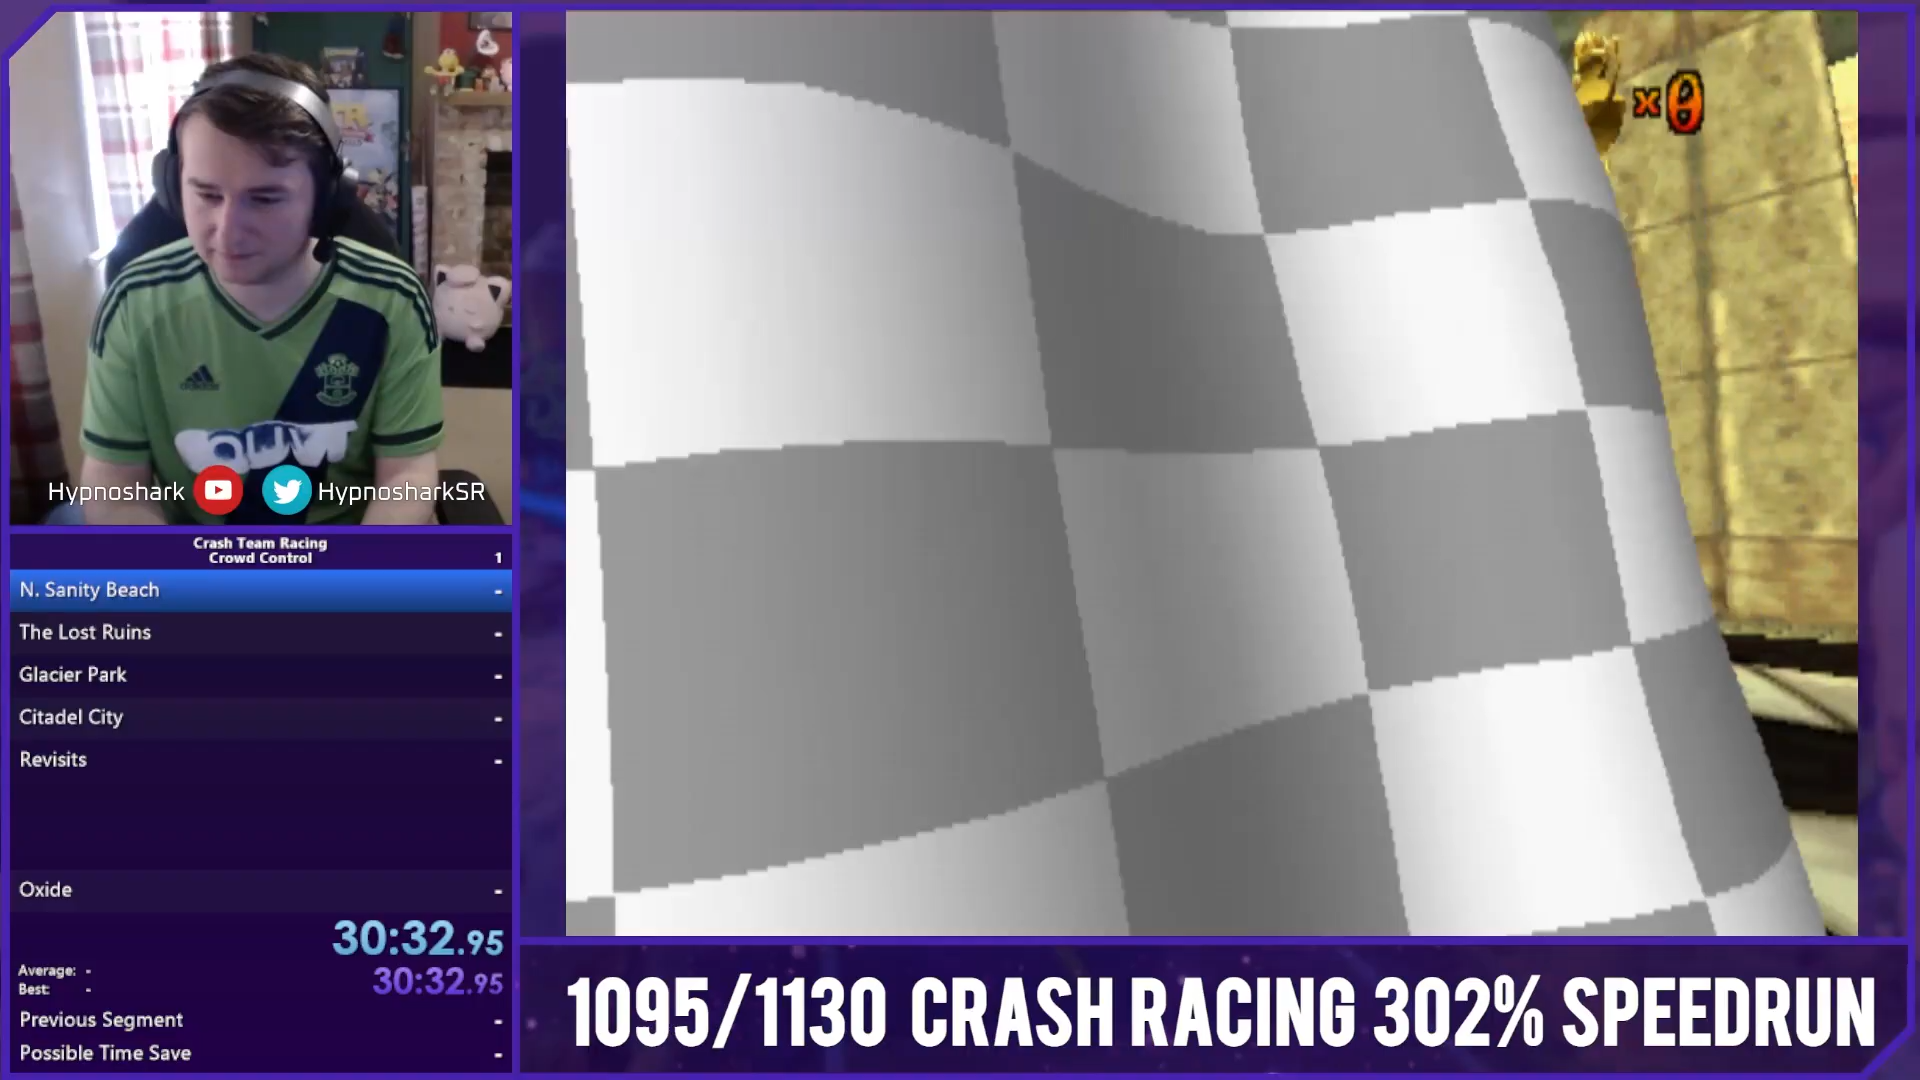 x0
adidas
Hypnoshark
HypnosharkSR
Crash Team Racing
Crowd Control
1
N. Sanity Beach -
The Lost Ruins -
Glacier Park -
Citadel City -
Revisits -
Oxide -
30:32.95
Average: -
Best: -
30:32.95
Previous Segment -
Possible Time Save -
1095/1130 CRASH RACING 302% SPEEDRUN